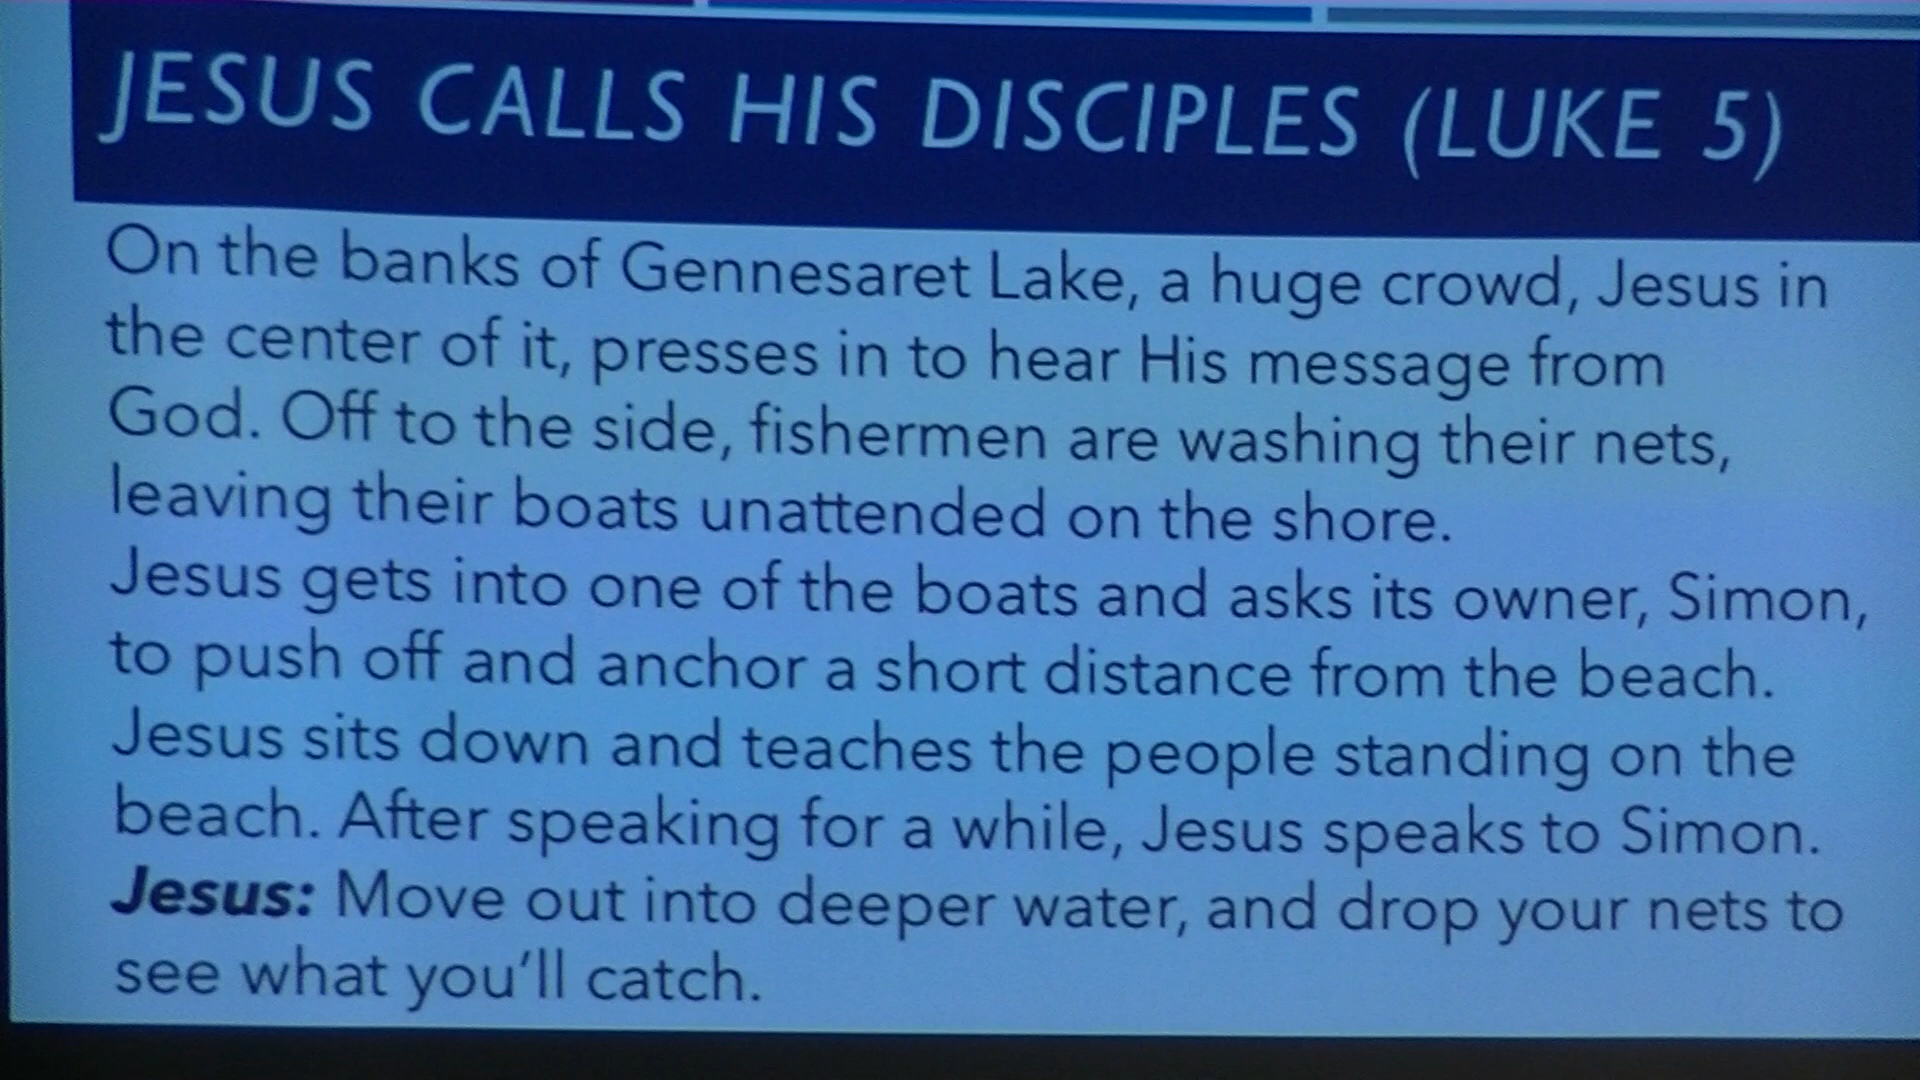 JESUS CALLS HIS DISCIPLES (LUKE 5)
On the banks of Gennesaret Lake, a huge crowd, Jesus in
the center of it, presses in to hear His message from
God. Off to the side, fishermen are washing their nets,
leaving their boats unattended on the shore.
Jesus gets into one of the boats and asks its owner, Simon,
to push off and anchor a short distance from the beach.
Jesus sits down and teaches the people standing on the
beach. After speaking for a while, Jesus speaks to Simon.
Jesus: Move out into deeper water, and drop your nets to
see what you’ll catch.